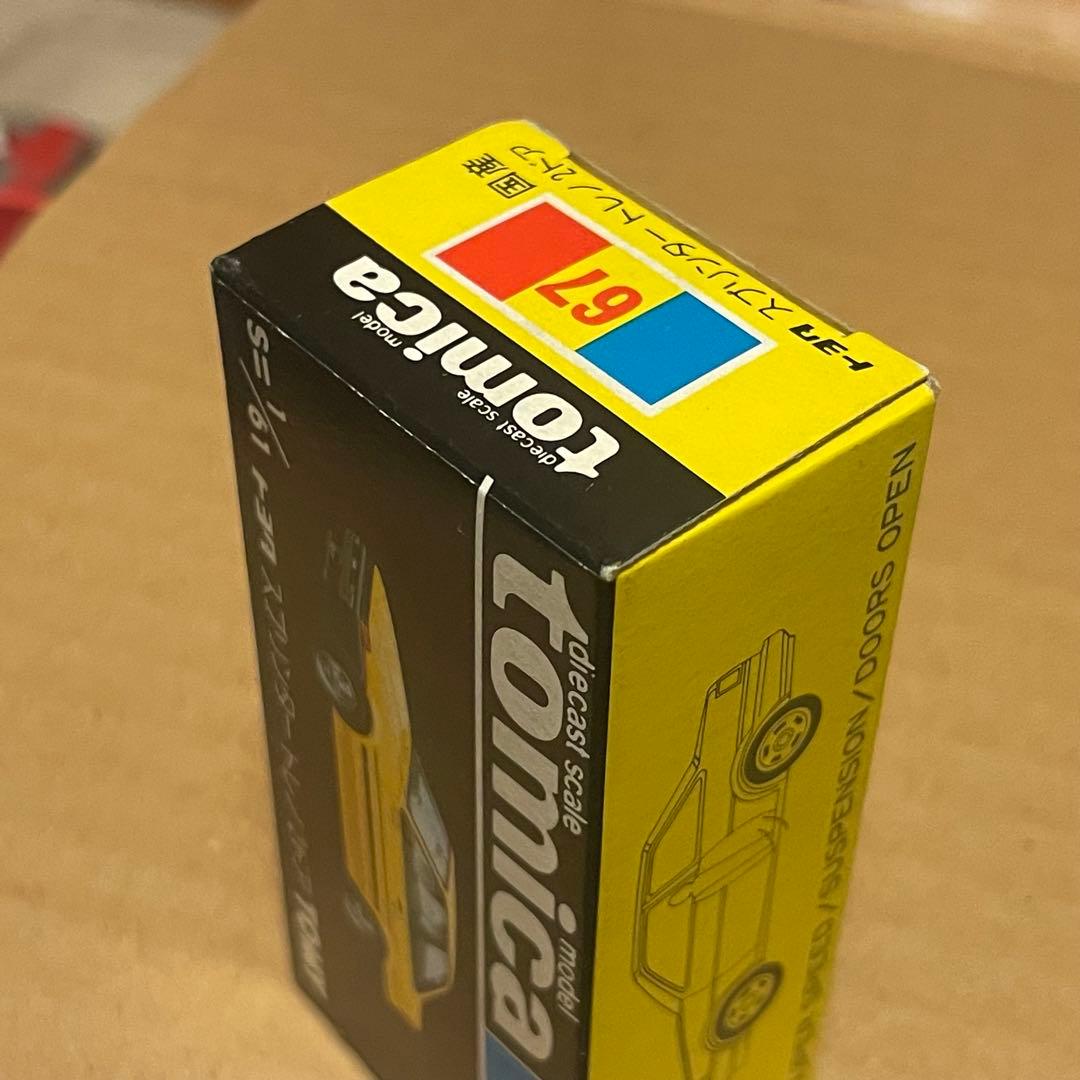 国産
トヨタ スプリンタートレノ 2ドア
67
tomica
diecast scale model
S=1/61 トヨタ スプリンタートレノ 2ドア TOMY
tomica
diecast scale model
SPEED/SUSPENSION/DOORS OPEN